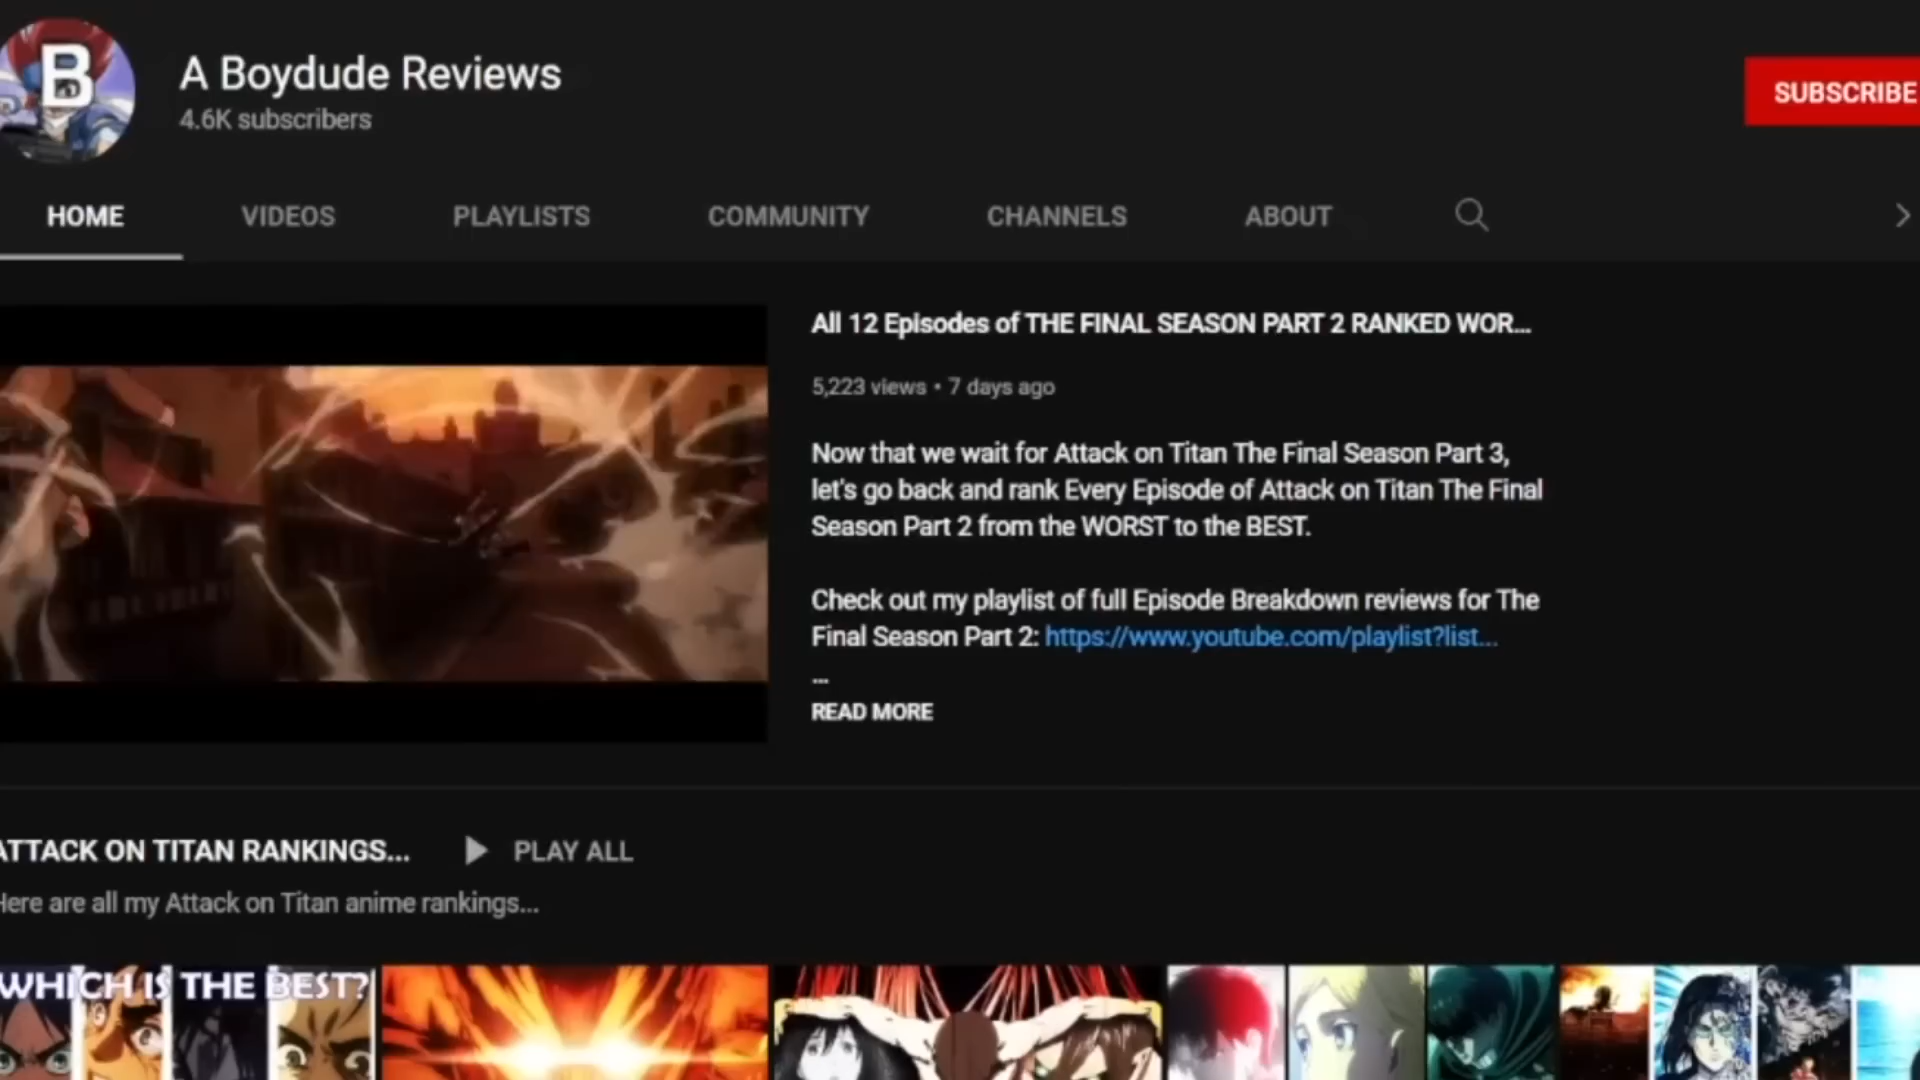 B
A Boydude Reviews
4.6K subscribers
SUBSCRIBE
HOME
VIDEOS
PLAYLISTS
COMMUNITY
CHANNELS
ABOUT
All 12 Episodes of THE FINAL SEASON PART 2 RANKED WOR...
5,223 views • 7 days ago
Now that we wait for Attack on Titan The Final Season Part 3,
let's go back and rank Every Episode of Attack on Titan The Final
Season Part 2 from the WORST to the BEST.
Check out my playlist of full Episode Breakdown reviews for The
Final Season Part 2: https://www.youtube.com/playlist?list...
...
READ MORE
ATTACK ON TITAN RANKINGS...
PLAY ALL
Here are all my Attack on Titan anime rankings...
WHICH IS THE BEST?